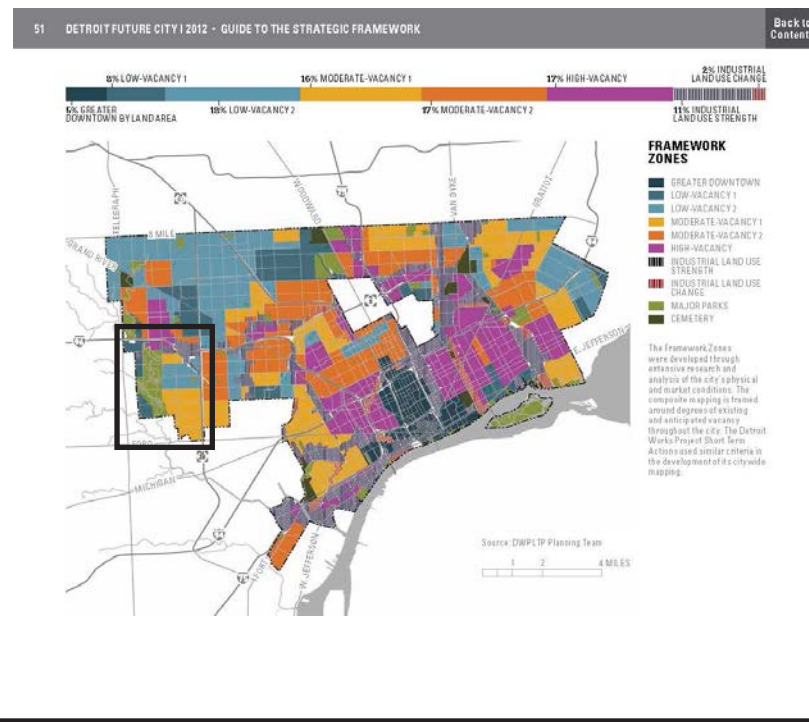 51 DETROIT FUTURE CITY I 2012 - GUIDE TO THE STRATEGIC FRAMEWORK
Back to
Content
8% LOW-VACANCY 1
16% MODERATE-VACANCY 1
17% HIGH-VACANCY
2% INDUSTRIAL
LAND USE CHANGE
5% GREATER
DOWNTOWN BY LAND AREA
18% LOW-VACANCY 2
17% MODERATE-VACANCY 2
11% INDUSTRIAL
LAND USE STRENGTH
FRAMEWORK
ZONES
GREATER DOWNTOWN
LOW-VACANCY 1
LOW-VACANCY 2
MODERATE-VACANCY 1
MODERATE-VACANCY 2
HIGH-VACANCY
INDUSTRIAL LAND USE
STRENGTH
INDUSTRIAL LAND USE
CHANGE
MAJOR PARKS
CEMETERY
The Framework Zones
were developed through
extensive research and
analysis of the city's physical
and market conditions. The
composite mapping is framed
around degrees of existing
and anticipated vacancy
throughout the city. The Detroit
Works Project Short Term
Actions used similar criteria in
the development of its citywide
mapping.
TELEGRAPH
WOODWARD
VAN DYKE
GRATIOT
8 MILE
GRAND RIVER
E. JEFFERSON
FORD
MICHIGAN
FORT
W. JEFFERSON
75
Source: DWPLTP Planning Team
1 2 4 MILES